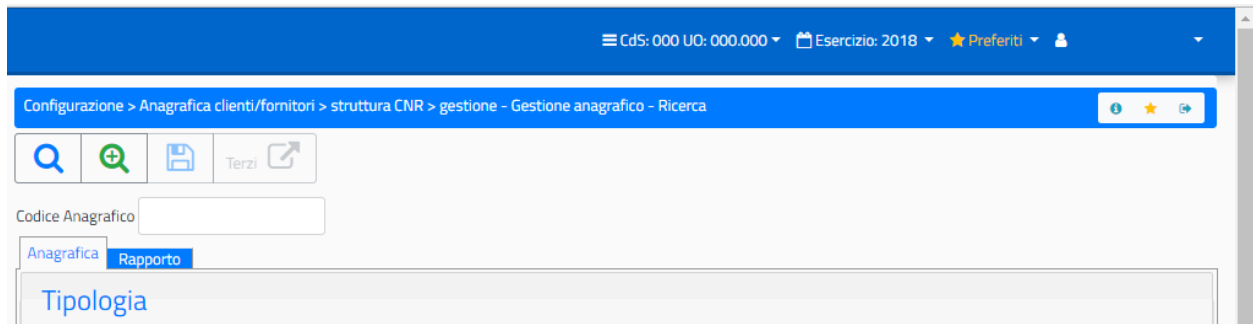 CdS: 000 UO: 000.000 Esercizio: 2018 Preferiti
Configurazione > Anagrafica clienti/fornitori > struttura CNR > gestione - Gestione anagrafico - Ricerca
Terzi
Codice Anagrafico
Anagrafica Rapporto
Tipologia